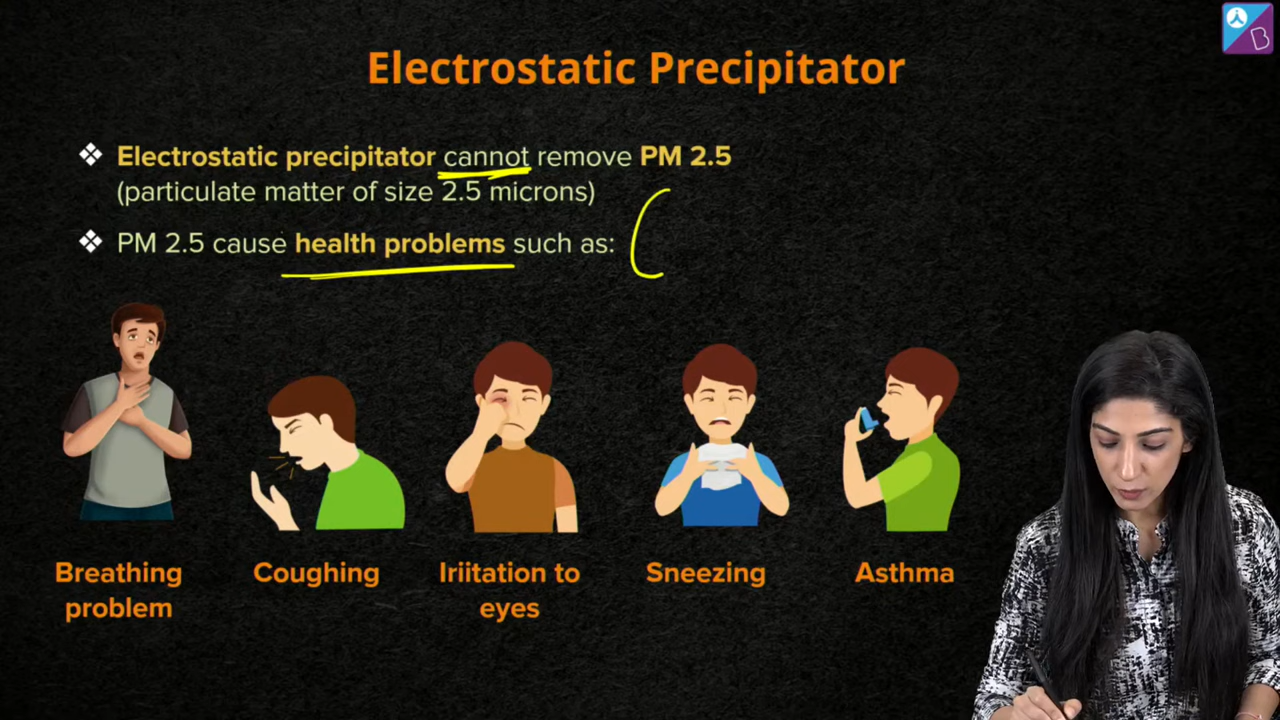 Electrostatic Precipitator
❖ Electrostatic precipitator cannot remove PM 2.5
(particulate matter of size 2.5 microns)
❖ PM 2.5 cause health problems such as:
Breathing
problem
Coughing
Iriitation to
eyes
Sneezing
Asthma
B